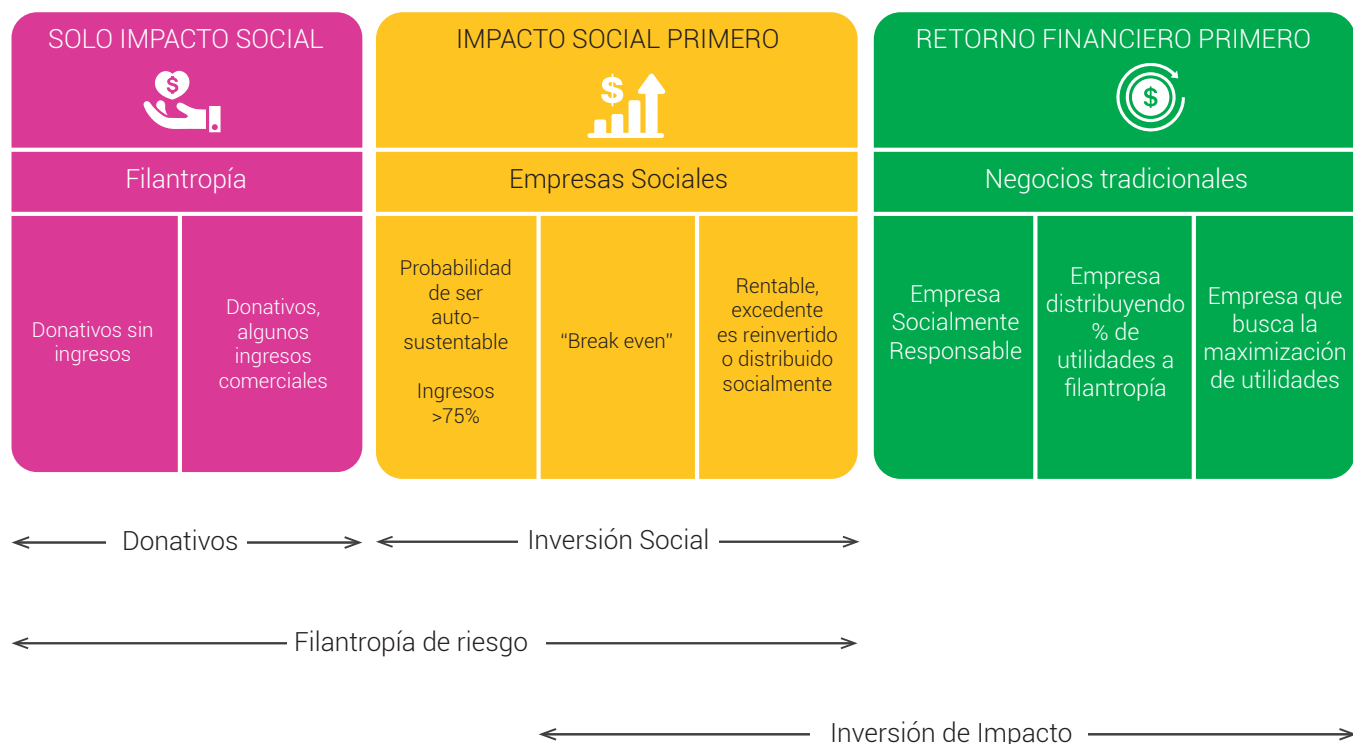 SOLO IMPACTO SOCIAL
$
Filantropía
Donativos sin
ingresos
Donativos,
algunos
ingresos
comerciales
IMPACTO SOCIAL PRIMERO
$
Empresas Sociales
Probabilidad
de ser
auto-
sustentable
Ingresos
>75%
“Break even”
Rentable,
excedente
es reinvertido
o distribuido
socialmente
RETORNO FINANCIERO PRIMERO
$
Negocios tradicionales
Empresa
Socialmente
Responsable
Empresa
distribuyendo
% de
utilidades a
filantropía
Empresa que
busca la
maximización
de utilidades
Donativos
Inversión Social
Filantropía de riesgo
Inversión de Impacto